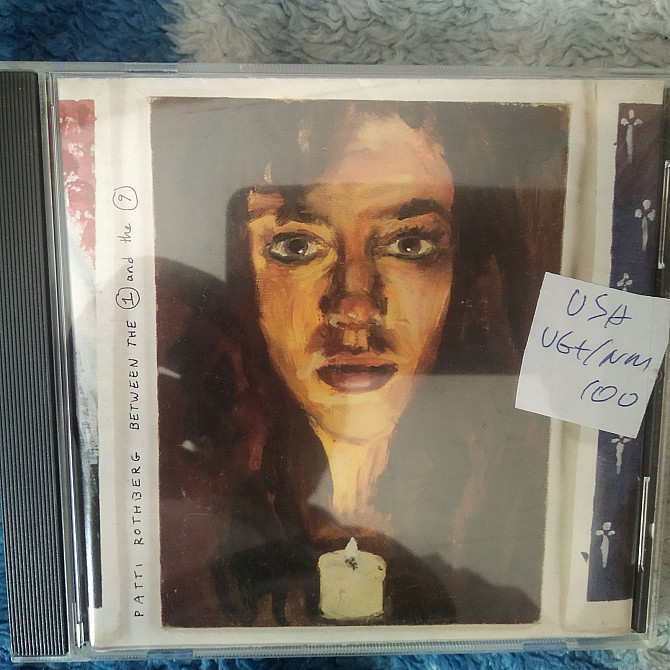 PATTI ROTHBERG BETWEEN THE 1 and the 9
USA
VG+/NM
100